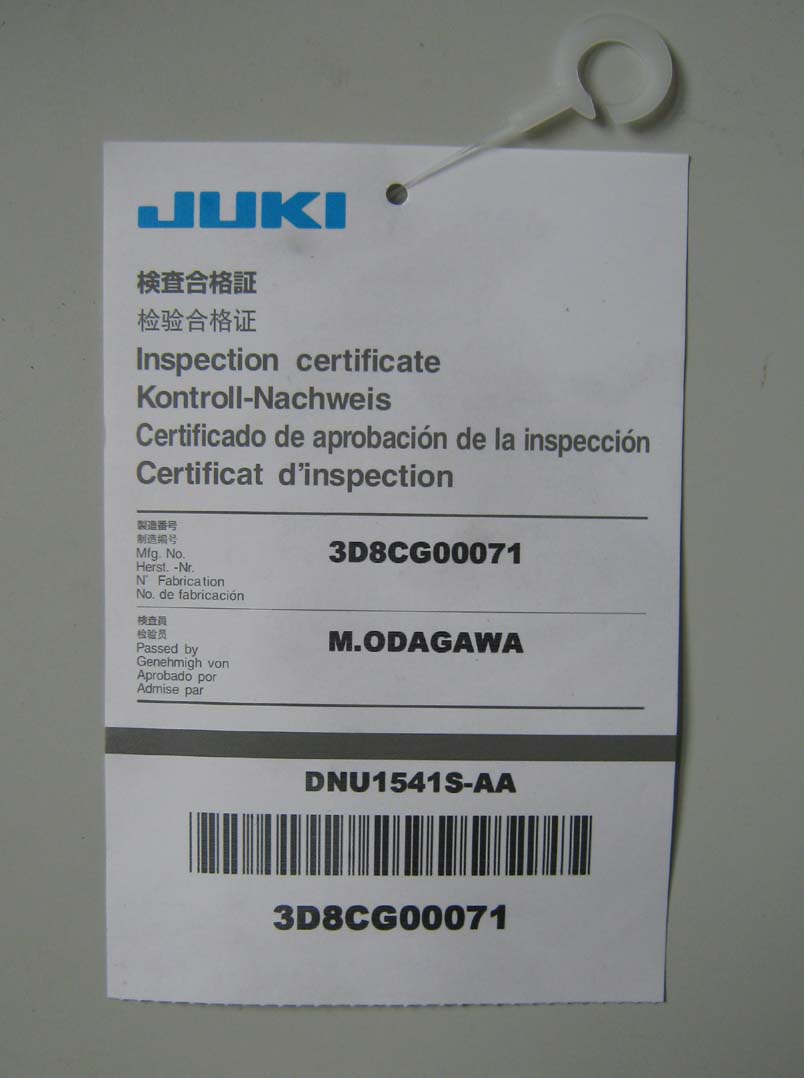 JUKI
検査合格証
检验合格证
Inspection certificate
Kontroll-Nachweis
Certificado de aprobación de la inspección
Certificat d'inspection
製造番号
制造编号
Mfg. No.
Herst. -Nr.
N° Fabrication
No. de fabricación
3D8CG00071
検査員
检验员
Passed by
Genehmigh von
Aprobado por
Admise par
M.ODAGAWA
DNU1541S-AA
3D8CG00071